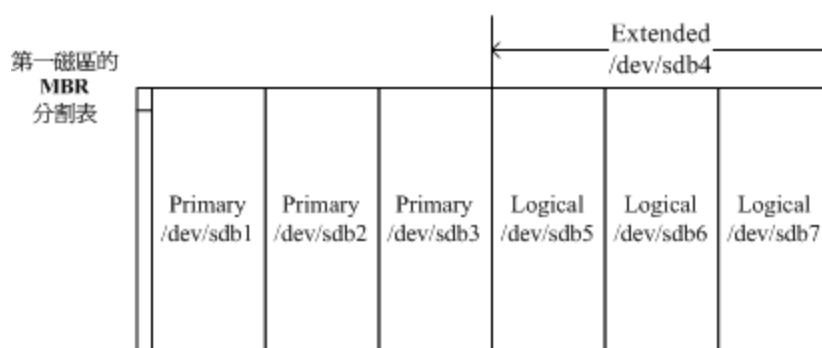 第一磁區的
MBR
分割表
Extended
/dev/sdb4
Primary
/dev/sdb1
Primary
/dev/sdb2
Primary
/dev/sdb3
Logical
/dev/sdb5
Logical
/dev/sdb6
Logical
/dev/sdb7